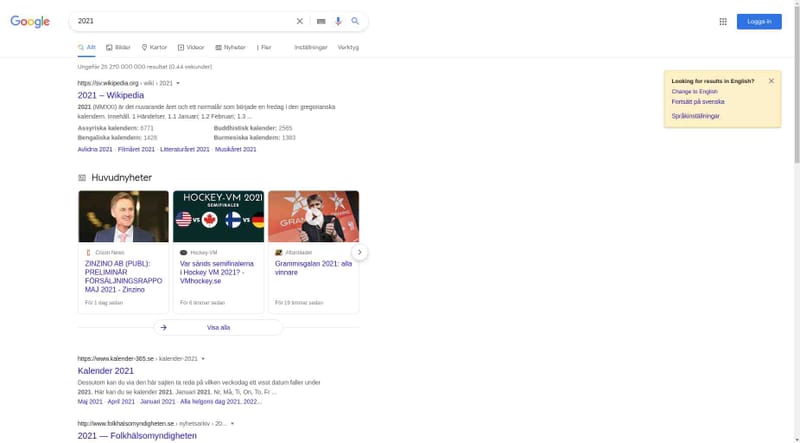 Google
2021
Logga in
Allt
Bilder
Kartor
Videor
Nyheter
Fler
Inställningar
Verktyg
Ungefär 25 270 000 000 resultat (0,44 sekunder)
Looking for results in English?
Change to English
Fortsätt på svenska
Språkinställningar
https://sv.wikipedia.org › wiki › 2021
2021 – Wikipedia
2021 (MMXXI) är det nuvarande året och ett normalår som började en fredag i den gregorianska
kalendern. Innehåll. 1 Händelser. 1.1 Januari; 1.2 Februari; 1.3 ...
Assyriska kalendern: 6771
Buddhistisk kalender: 2565
Bengaliska kalendern: 1428
Burmesiska kalendern: 1383
Avlidna 2021 · Filmåret 2021 · Litteraturåret 2021 · Musikåret 2021
Huvudnyheter
HOCKEY-VM 2021
SEMIFINALER
VS
VS
Cision News
ZINZINO AB (PUBL):
PRELIMINÄR
FÖRSÄLJNINGSRAPPO
MAJ 2021 - Zinzino
För 1 dag sedan
Hockey-VM
Var sänds semifinalerna
i Hockey VM 2021? -
VMhockey.se
För 6 timmar sedan
Aftonbladet
Grammisgalan 2021: alla
vinnare
För 19 timmar sedan
Visa alla
https://www.kalender-365.se › kalender-2021
Kalender 2021
Dessutom kan du via den här sajten ta reda på vilken veckodag ett visst datum faller under
2021. Här kan du se kalender 2021. Januari 2021. Nr, Må, Ti, On, To, Fr ...
Maj 2021 · April 2021 · Januari 2021 · Alla helgons dag 2021, 2022...
http://www.folkhalsomyndigheten.se › nyhetsarkiv › 20...
2021 — Folkhälsomyndigheten